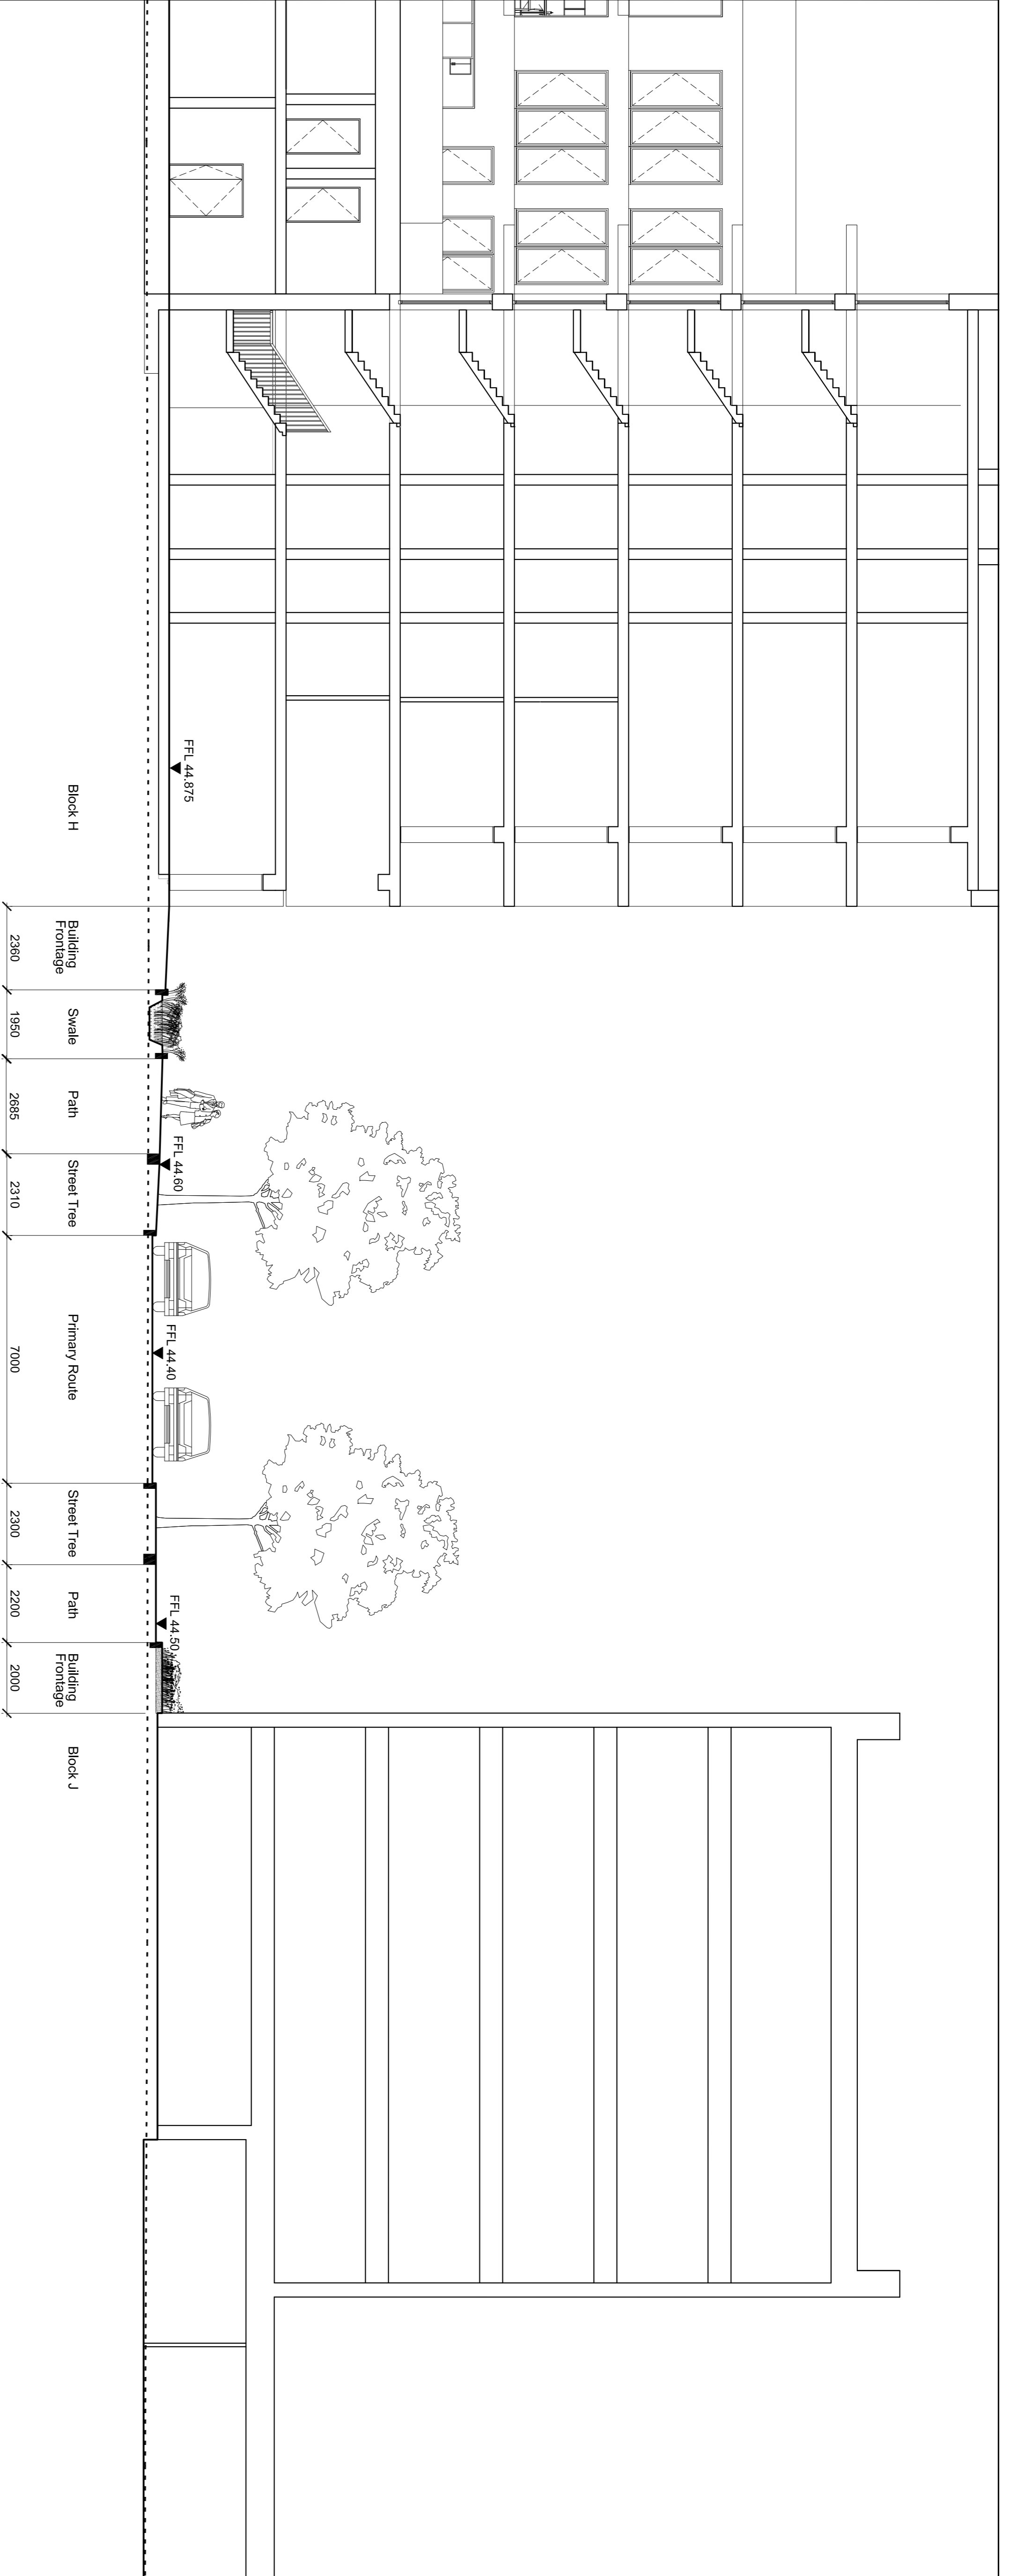 FFL 44.875
FFL 44.60
FFL 44.40
FFL 44.50
Block H
Building
Frontage
Swale
Path
Street Tree
Primary Route
Street Tree
Path
Building
Frontage
Block J
2360
1950
2685
2310
7000
2300
2200
2000